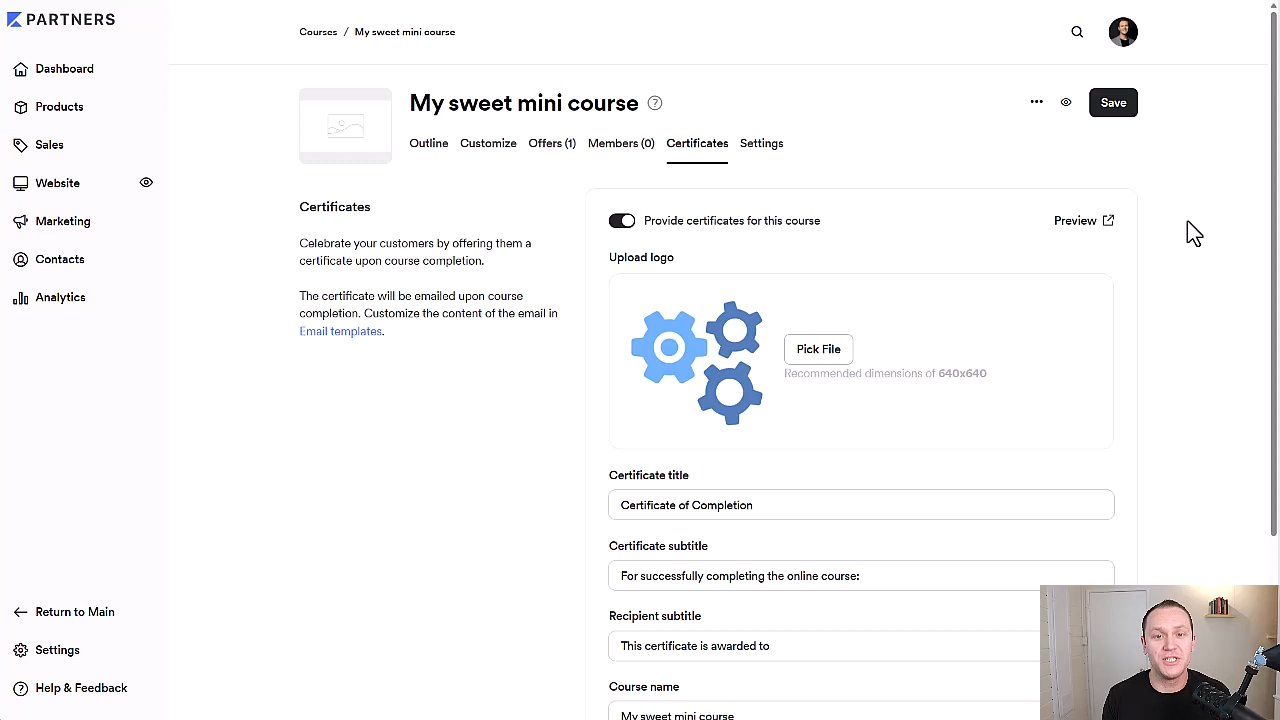 PARTNERS
Courses / My sweet mini course
Dashboard
Products
Sales
Website
Marketing
Contacts
Analytics
Return to Main
Settings
Help & Feedback
My sweet mini course ?
Save
Outline Customize Offers (1) Members (0) Certificates Settings
Certificates
Celebrate your customers by offering them a
certificate upon course completion.
The certificate will be emailed upon course
completion. Customize the content of the email in
Email templates.
Provide certificates for this course
Preview
Upload logo
Pick File
Recommended dimensions of 640x640
Certificate title
Certificate of Completion
Certificate subtitle
For successfully completing the online course:
Recipient subtitle
This certificate is awarded to
Course name
My sweet mini course